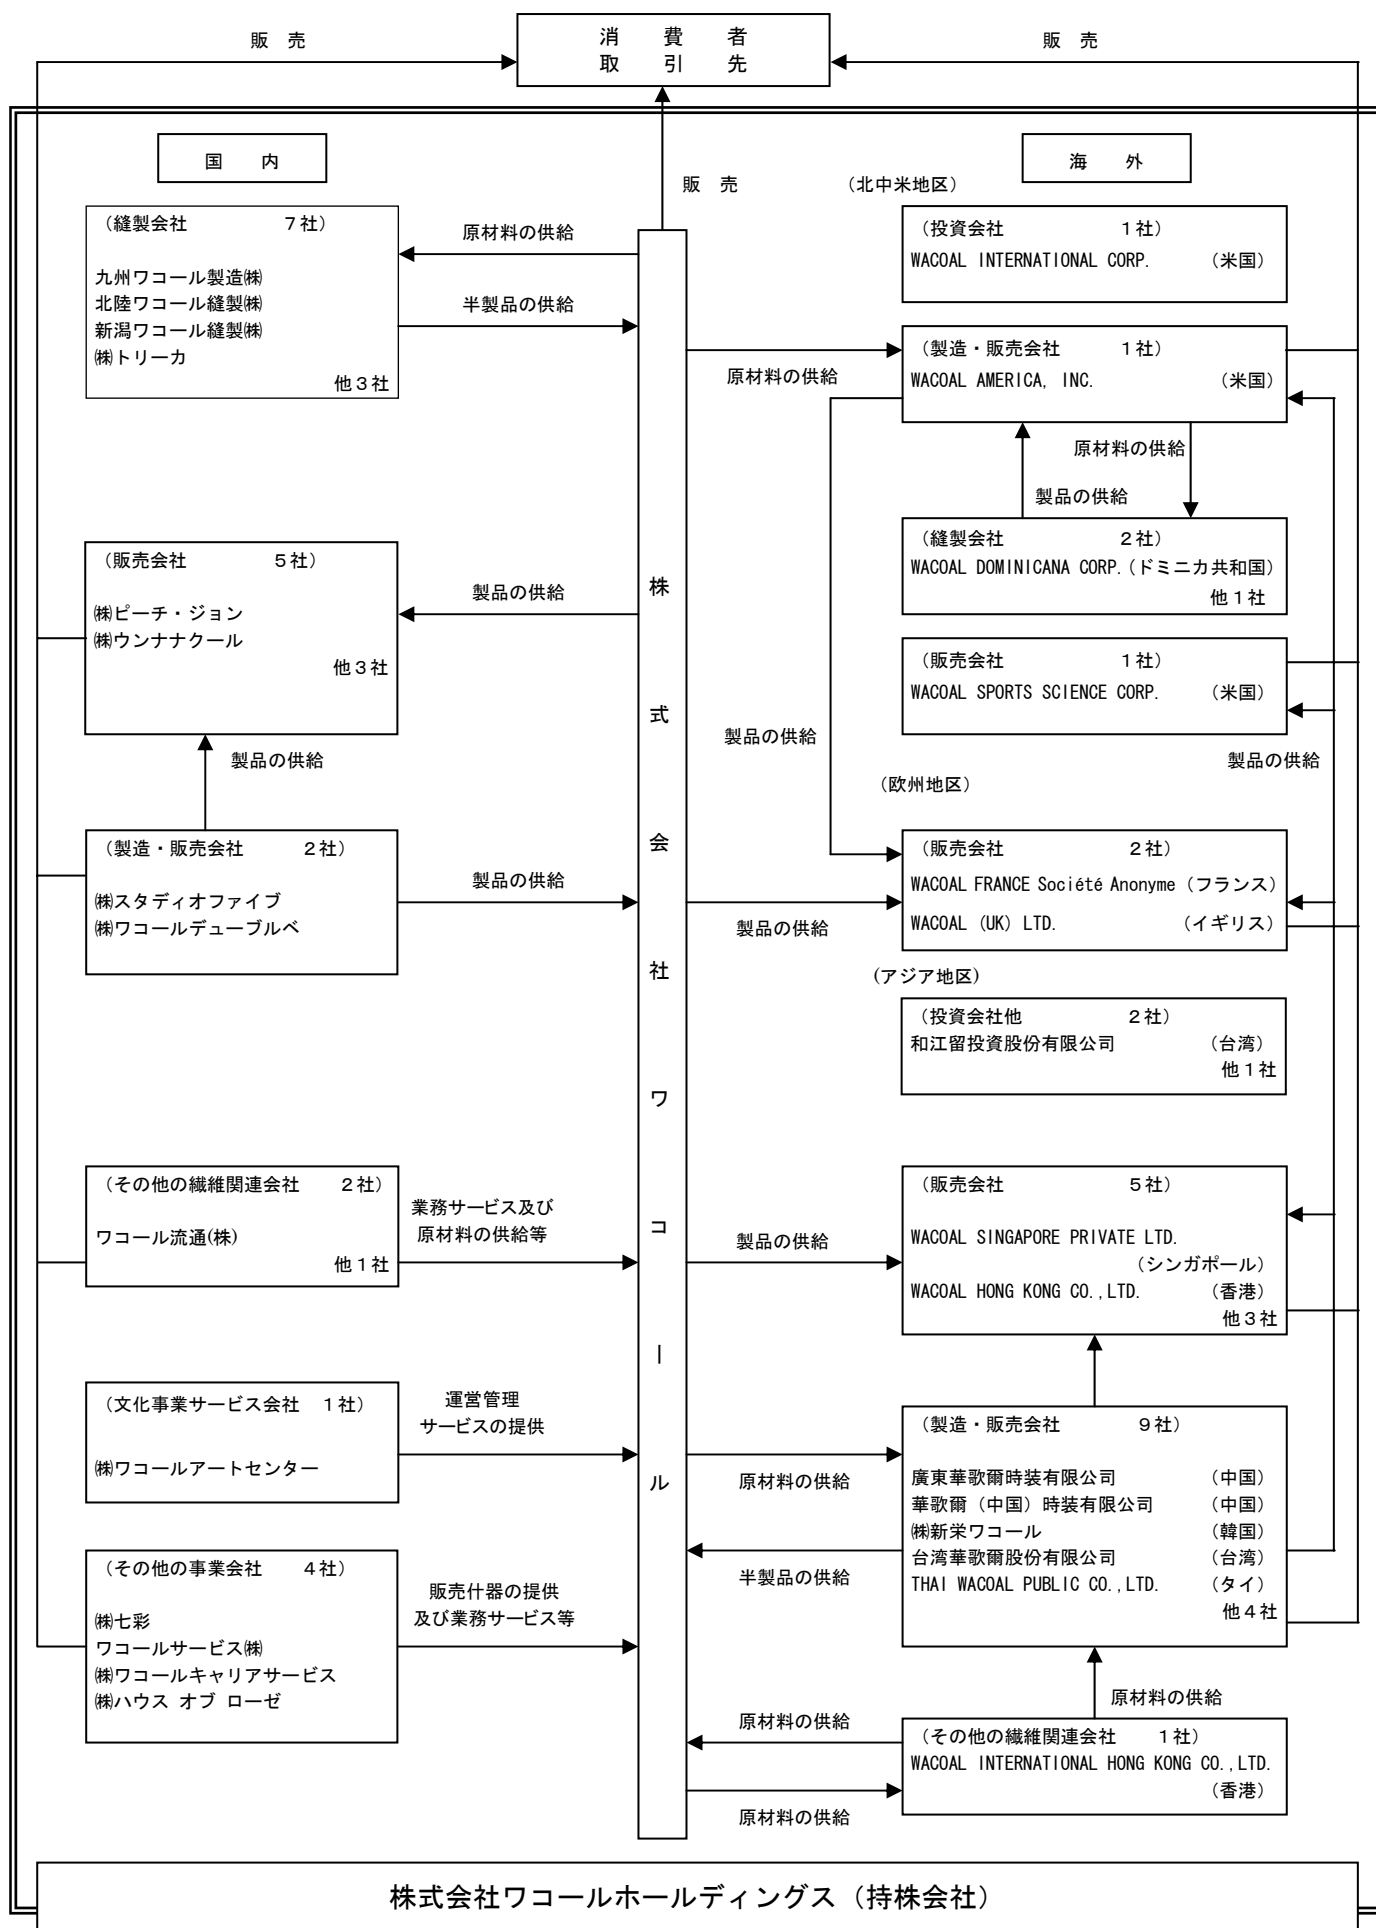 販　売
消　費　者
取　引　先
販　売
国　内
販　売
海　外
（北中米地区）
（縫製会社　７社）
九州ワコール製造㈱
北陸ワコール縫製㈱
新潟ワコール縫製㈱
㈱トリーカ
他３社
原材料の供給
半製品の供給
（販売会社　５社）
㈱ピーチ・ジョン
㈱ウンナナクール
他３社
製品の供給
製品の供給
（製造・販売会社　２社）
㈱スタディオファイブ
㈱ワコールデューブルベ
製品の供給
（その他の繊維関連会社　２社）
ワコール流通(株)
他１社
業務サービス及び
原材料の供給等
（文化事業サービス会社　１社）
㈱ワコールアートセンター
運営管理
サービスの提供
（その他の事業会社　４社）
㈱七彩
ワコールサービス㈱
㈱ワコールキャリアサービス
㈱ハウス オブ ローゼ
販売什器の提供
及び業務サービス等
株式会社ワコール
（投資会社　１社）
WACOAL INTERNATIONAL CORP.　（米国）
原材料の供給
（製造・販売会社　１社）
WACOAL AMERICA, INC.　（米国）
原材料の供給
製品の供給
（縫製会社　２社）
WACOAL DOMINICANA CORP.（ドミニカ共和国）
他１社
（販売会社　１社）
WACOAL SPORTS SCIENCE CORP.　（米国）
製品の供給
製品の供給
（欧州地区）
（販売会社　２社）
WACOAL FRANCE Société Anonyme（フランス）
WACOAL (UK) LTD.　（イギリス）
製品の供給
（アジア地区）
（投資会社他　２社）
和江留投資股份有限公司　（台湾）
他１社
（販売会社　５社）
WACOAL SINGAPORE PRIVATE LTD.
（シンガポール）
WACOAL HONG KONG CO.,LTD.　（香港）
他３社
製品の供給
（製造・販売会社　９社）
廣東華歌爾時装有限公司　（中国）
華歌爾（中国）時装有限公司　（中国）
㈱新栄ワコール　（韓国）
台湾華歌爾股份有限公司　（台湾）
THAI WACOAL PUBLIC CO.,LTD.　（タイ）
他４社
原材料の供給
半製品の供給
原材料の供給
原材料の供給
（その他の繊維関連会社　１社）
WACOAL INTERNATIONAL HONG KONG CO.,LTD.
（香港）
原材料の供給
株式会社ワコールホールディングス（持株会社）